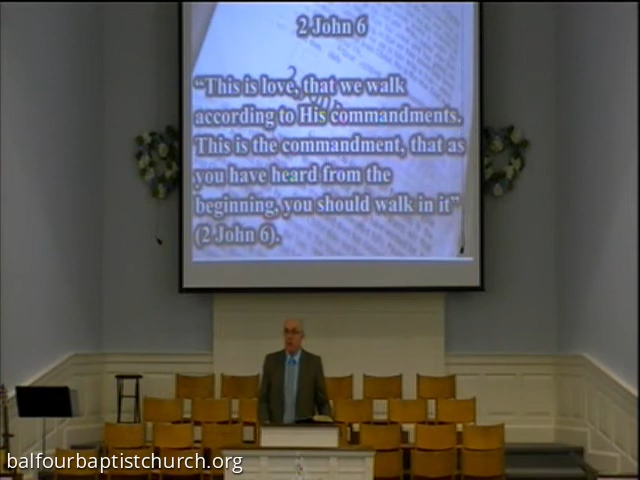 2 John 6
“This is love, that we walk
according to His commandments.
This is the commandment, that as
you have heard from the
beginning, you should walk in it”
(2 John 6).
balfourbaptistchurch.org